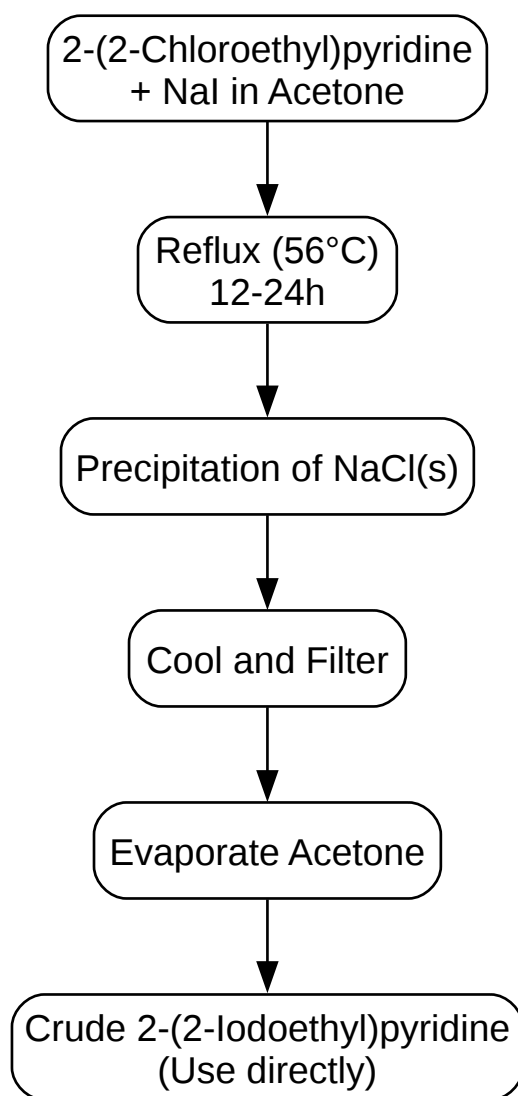 2-(2-Chloroethyl)pyridine
+ NaI in Acetone
Reflux (56°C)
12-24h
Precipitation of NaCl(s)
Cool and Filter
Evaporate Acetone
Crude 2-(2-Iodoethyl)pyridine
(Use directly)